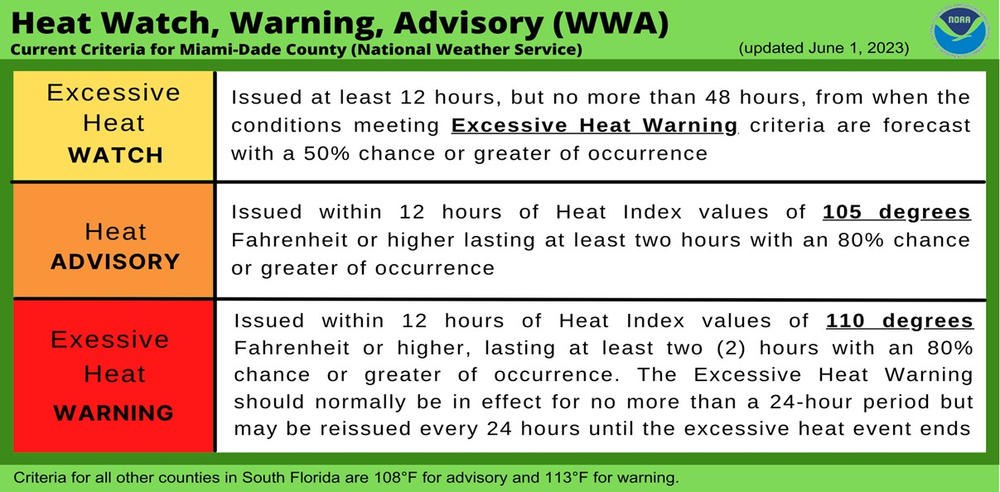 Heat Watch, Warning, Advisory (WWA)
Current Criteria for Miami-Dade County (National Weather Service)
(updated June 1, 2023)
NOAA
Excessive
Heat
WATCH
Issued at least 12 hours, but no more than 48 hours, from when the
conditions meeting Excessive Heat Warning criteria are forecast
with a 50% chance or greater of occurrence
Heat
ADVISORY
Issued within 12 hours of Heat Index values of 105 degrees
Fahrenheit or higher lasting at least two hours with an 80% chance
or greater of occurrence
Exessive
Heat
WARNING
Issued within 12 hours of Heat Index values of 110 degrees
Fahrenheit or higher, lasting at least two (2) hours with an 80%
chance or greater of occurrence. The Excessive Heat Warning
should normally be in effect for no more than a 24-hour period but
may be reissued every 24 hours until the excessive heat event ends
Criteria for all other counties in South Florida are 108°F for advisory and 113°F for warning.